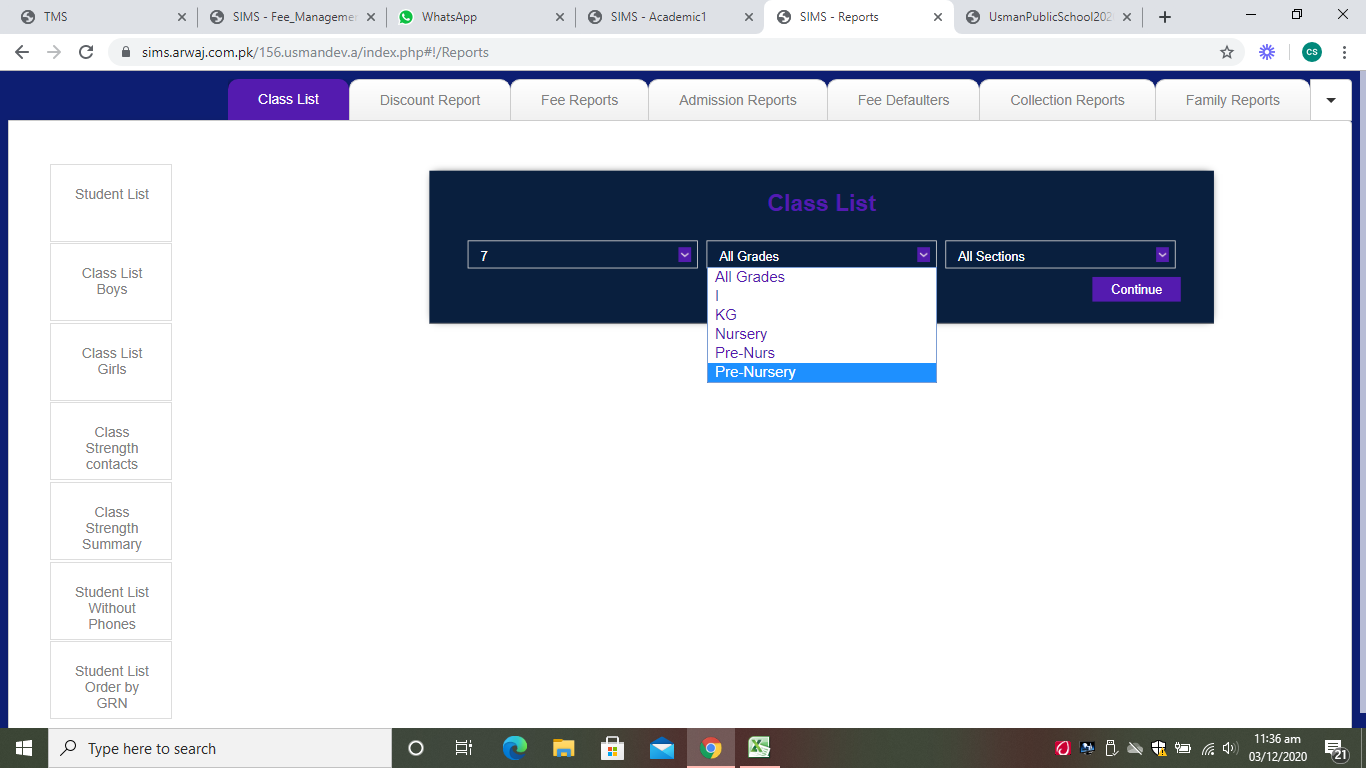 TMS
SIMS - Fee_Managemen
WhatsApp
SIMS - Academic1
SIMS - Reports
UsmanPublicSchool202
sims.arwaj.com.pk/156.usmandev.a/index.php#!/Reports
CS
Class List
Discount Report
Fee Reports
Admission Reports
Fee Defaulters
Collection Reports
Family Reports
Student List
Class List
Boys
Class List
Girls
Class
Strength
contacts
Class
Strength
Summary
Student List
Without
Phones
Student List
Order by
GRN
Class List
7
All Grades
All Sections
All Grades
I
KG
Nursery
Pre-Nurs
Pre-Nursery
Continue
Type here to search
11:36 am
03/12/2020
21